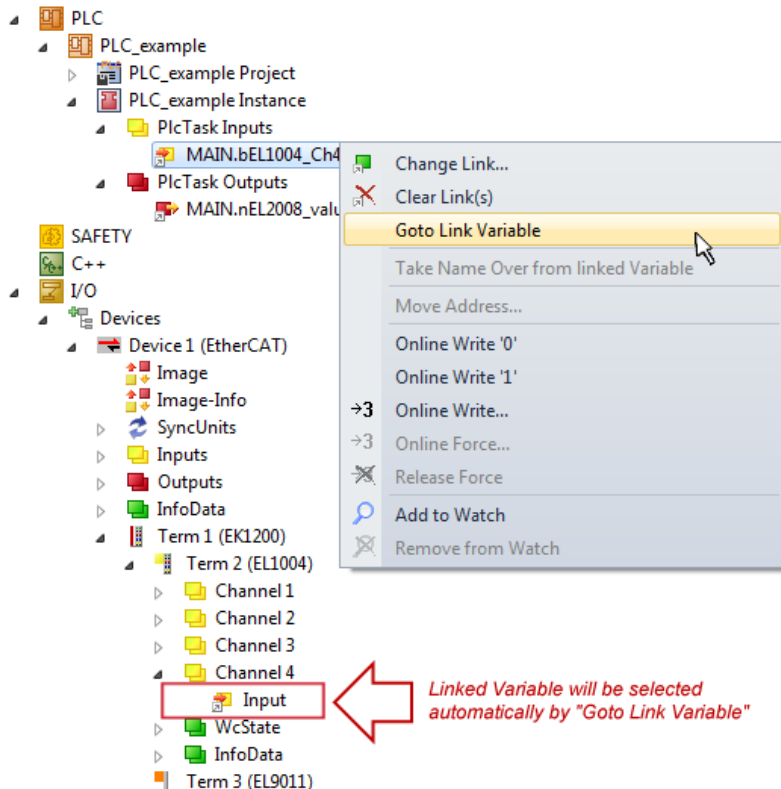 PLC
PLC_example
PLC_example Project
PLC_example Instance
PlcTask Inputs
MAIN.bEL1004_Ch4
PlcTask Outputs
MAIN.nEL2008_valu
SAFETY
C++
I/O
Devices
Device 1 (EtherCAT)
Image
Image-Info
SyncUnits
Inputs
Outputs
InfoData
Term 1 (EK1200)
Term 2 (EL1004)
Channel 1
Channel 2
Channel 3
Channel 4
Input
WcState
InfoData
Term 3 (EL9011)
Change Link...
Clear Link(s)
Goto Link Variable
Take Name Over from linked Variable
Move Address...
Online Write '0'
Online Write '1'
→3 Online Write...
→3 Online Force...
Release Force
Add to Watch
Remove from Watch
Linked Variable will be selected
automatically by "Goto Link Variable"